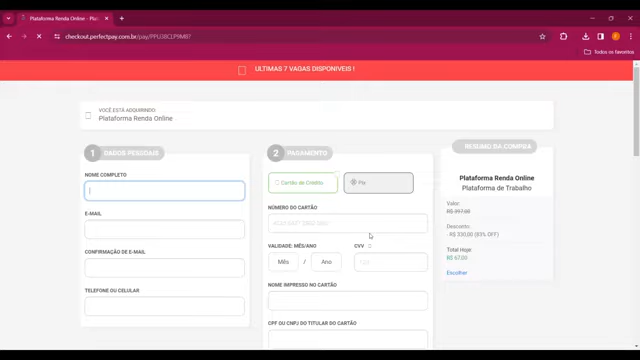 Plataforma Renda Online
checkout.perfectpay.com.br/pay/PPU38CLP9M8?
Todos os favoritos
ULTIMAS 7 VAGAS DISPONIVEIS !
VOCÊ ESTÁ ADQUIRINDO
Plataforma Renda Online
1 DADOS PESSOAIS
NOME COMPLETO
E-MAIL
CONFIRMAÇÃO DE E-MAIL
TELEFONE OU CELULAR
2 PAGAMENTO
Cartão de Crédito
Pix
NÚMERO DO CARTÃO
VALIDADE: MÊS/ANO
CVV
Mês / Ano
NOME IMPRESSO NO CARTÃO
CPF OU CNPJ DO TITULAR DO CARTÃO
RESUMO DA COMPRA
Plataforma Renda Online
Plataforma de Trabalho
Valor:
R$ 397,00
Desconto:
- R$ 330,00 (83% OFF)
Total Hoje:
R$ 67,00
Escolher